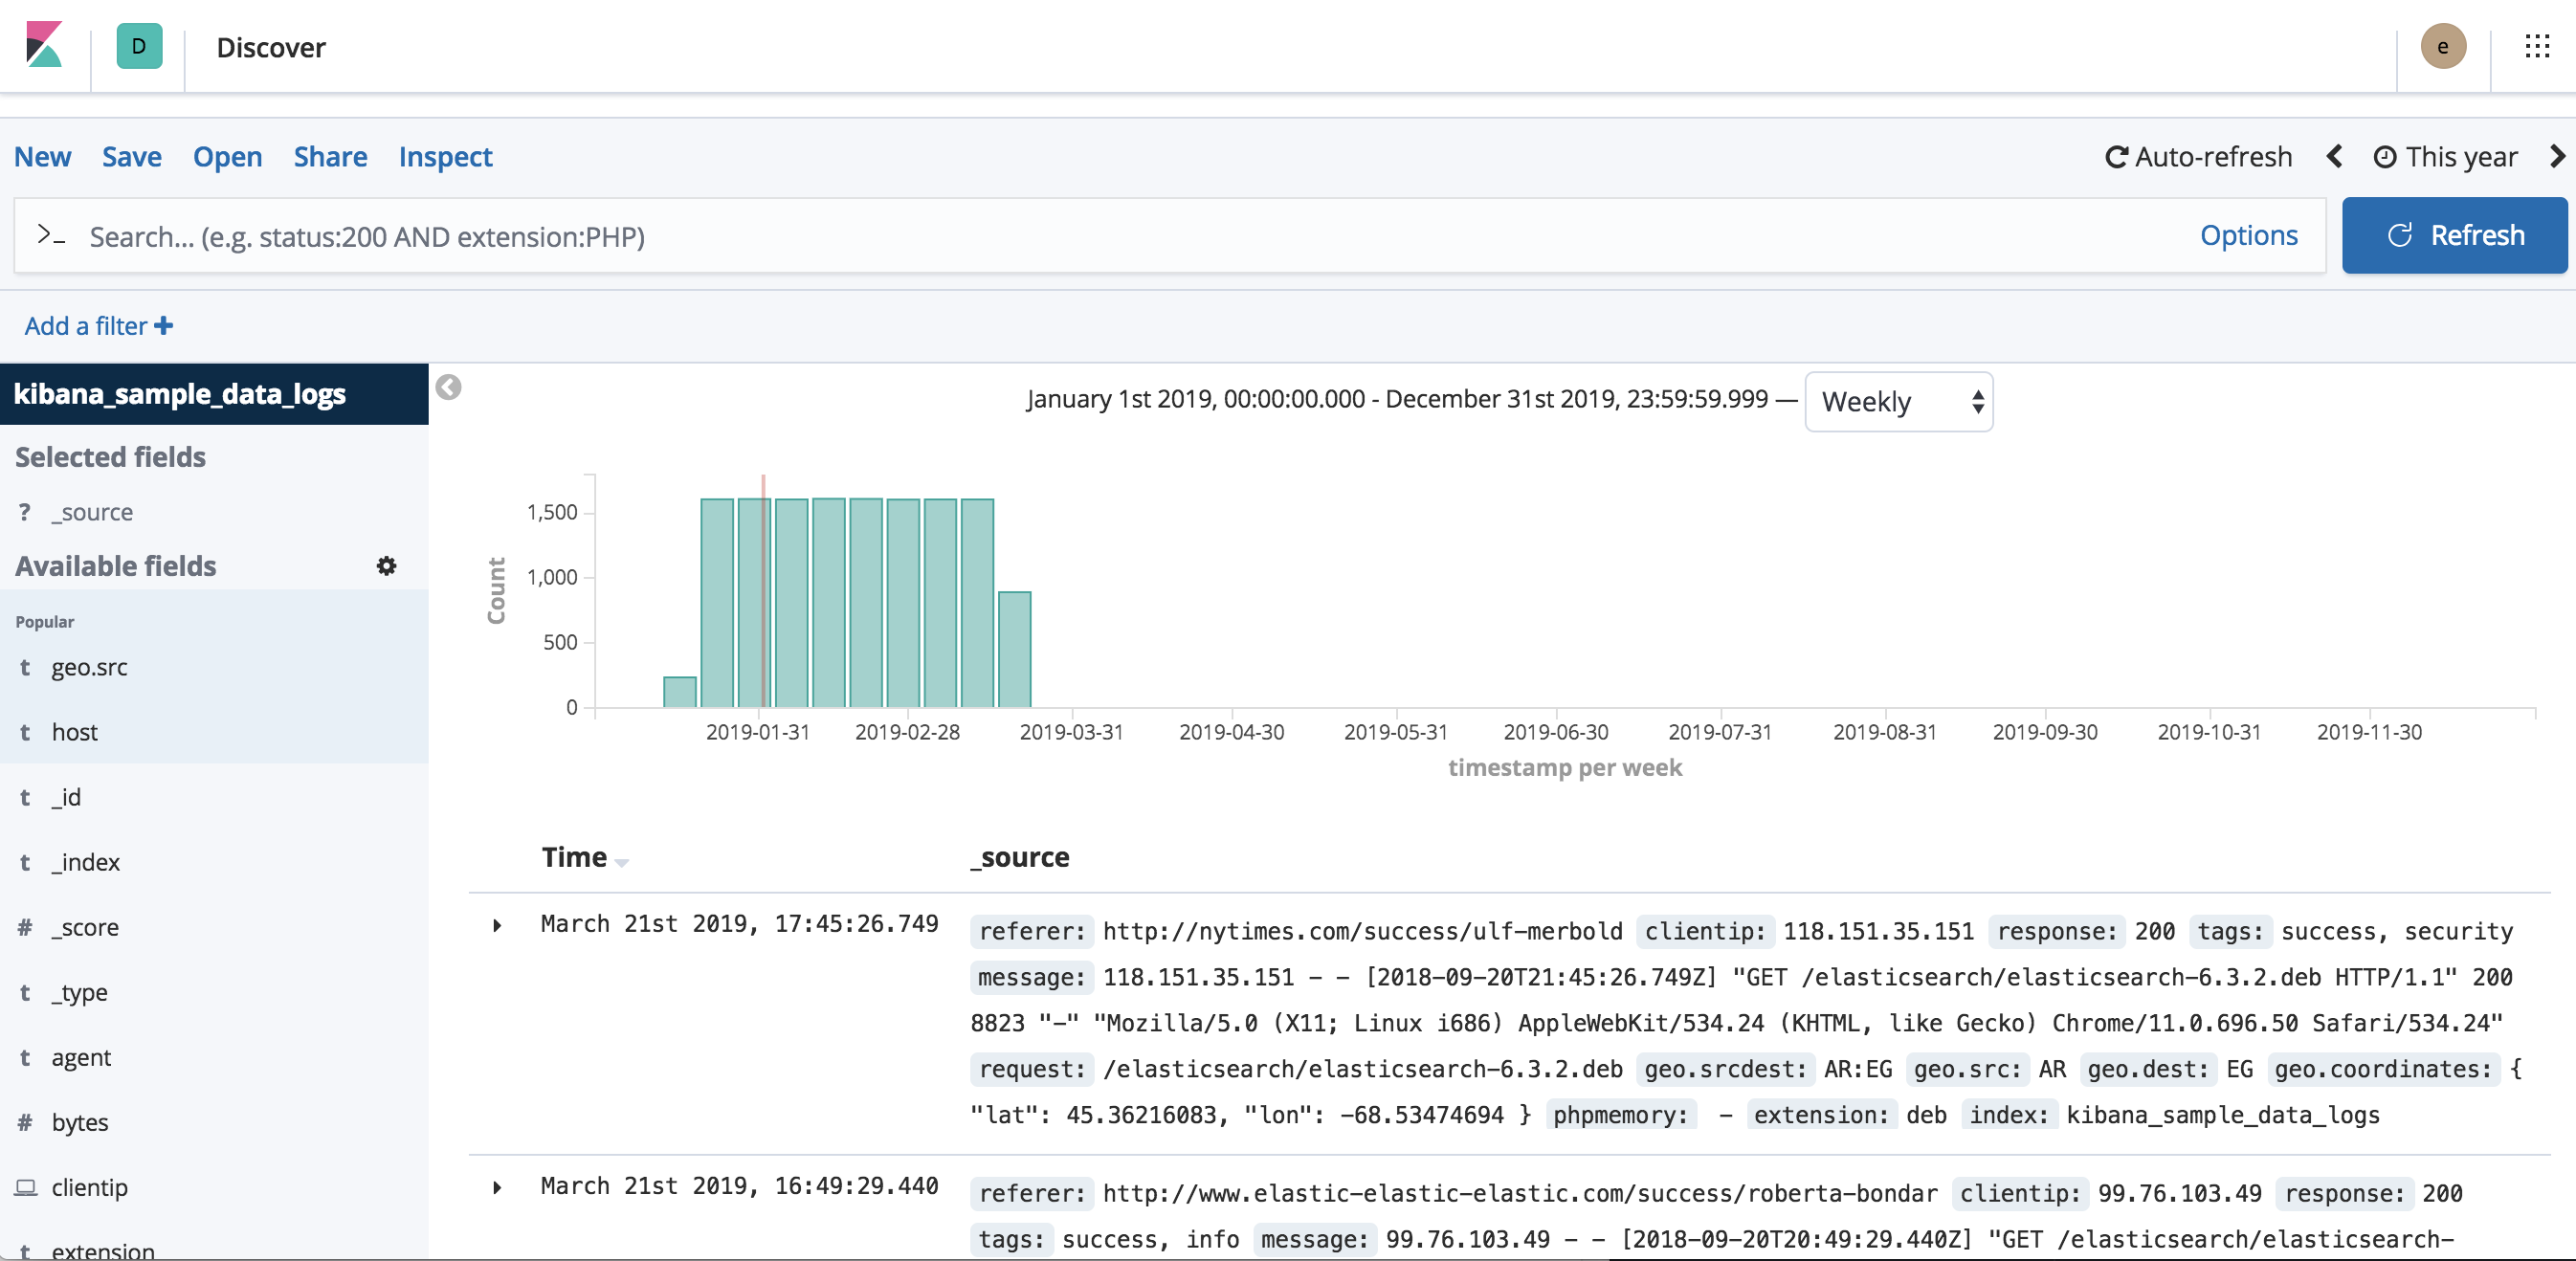 D Discover e
New Save Open Share Inspect Auto-refresh This year
>_ Search... (e.g. status:200 AND extension:PHP) Options Refresh
Add a filter +
kibana_sample_data_logs
January 1st 2019, 00:00:00.000 - December 31st 2019, 23:59:59.999 — Weekly
Selected fields
? _source
Available fields
Popular
t geo.src
t host
t _id
t _index
# _score
t _type
t agent
# bytes
clientip
t extension
Count
1,500
1,000
500
0
2019-01-31 2019-02-28 2019-03-31 2019-04-30 2019-05-31 2019-06-30 2019-07-31 2019-08-31 2019-09-30 2019-10-31 2019-11-30
timestamp per week
Time _source
March 21st 2019, 17:45:26.749 referer: http://nytimes.com/success/ulf-merbold clientip: 118.151.35.151 response: 200 tags: success, security
message: 118.151.35.151 - - [2018-09-20T21:45:26.749Z] "GET /elasticsearch/elasticsearch-6.3.2.deb HTTP/1.1" 200
8823 "-" "Mozilla/5.0 (X11; Linux i686) AppleWebKit/534.24 (KHTML, like Gecko) Chrome/11.0.696.50 Safari/534.24"
request: /elasticsearch/elasticsearch-6.3.2.deb geo.srcdest: AR:EG geo.src: AR geo.dest: EG geo.coordinates: {
"lat": 45.36216083, "lon": -68.53474694 } phpmemory: - extension: deb index: kibana_sample_data_logs
March 21st 2019, 16:49:29.440 referer: http://www.elastic-elastic-elastic.com/success/roberta-bondar clientip: 99.76.103.49 response: 200
tags: success, info message: 99.76.103.49 - - [2018-09-20T20:49:29.440Z] "GET /elasticsearch/elasticsearch-